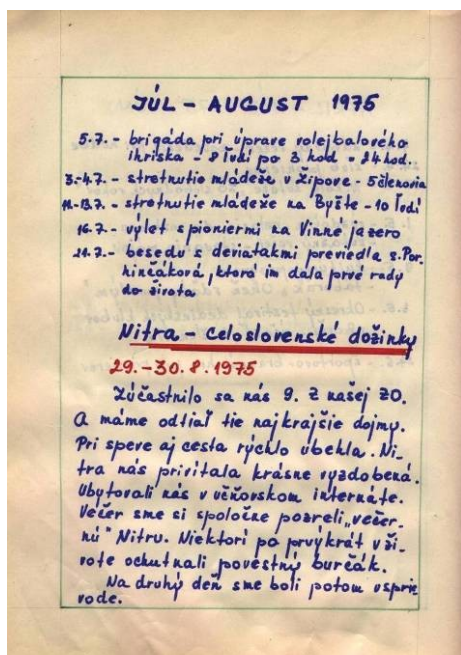 JÚL - AUGUST 1975
5.7. - brigáda pri úprave volejbalového
ihriska - 8 ľudí po 3 hod - 24 hod.
3.-4.7. - stretnutie mládeže v Žipove - 5 členovia
11.-13.7. - stretnutie mládeže na Byšte - 10 ľudí
16.7. - výlet s pioniermi na Vinné jazero
21.7. - besedu s deviatakmi previedla s. Por-
hinčáková, ktorá im dala prvé rady
do života
Nitra - celoslovenské dožinky
29.-30.8.1975
Zúčastnilo sa nás 9. Z našej ZO.
A máme odtiaľ tie najkrajšie dojmy.
Pri speve aj cesta rýchlo ubehla. Ni-
tra nás privítala krásne vyzdobená.
Ubytovali nás v učňovskom internáte.
Večer sme si spoločne pozreli „večer-
nú" Nitru. Niektorí po prvýkrát v ži-
vote ochutnali povestný burčák.
Na druhý deň sme boli potom v sprie
vode.